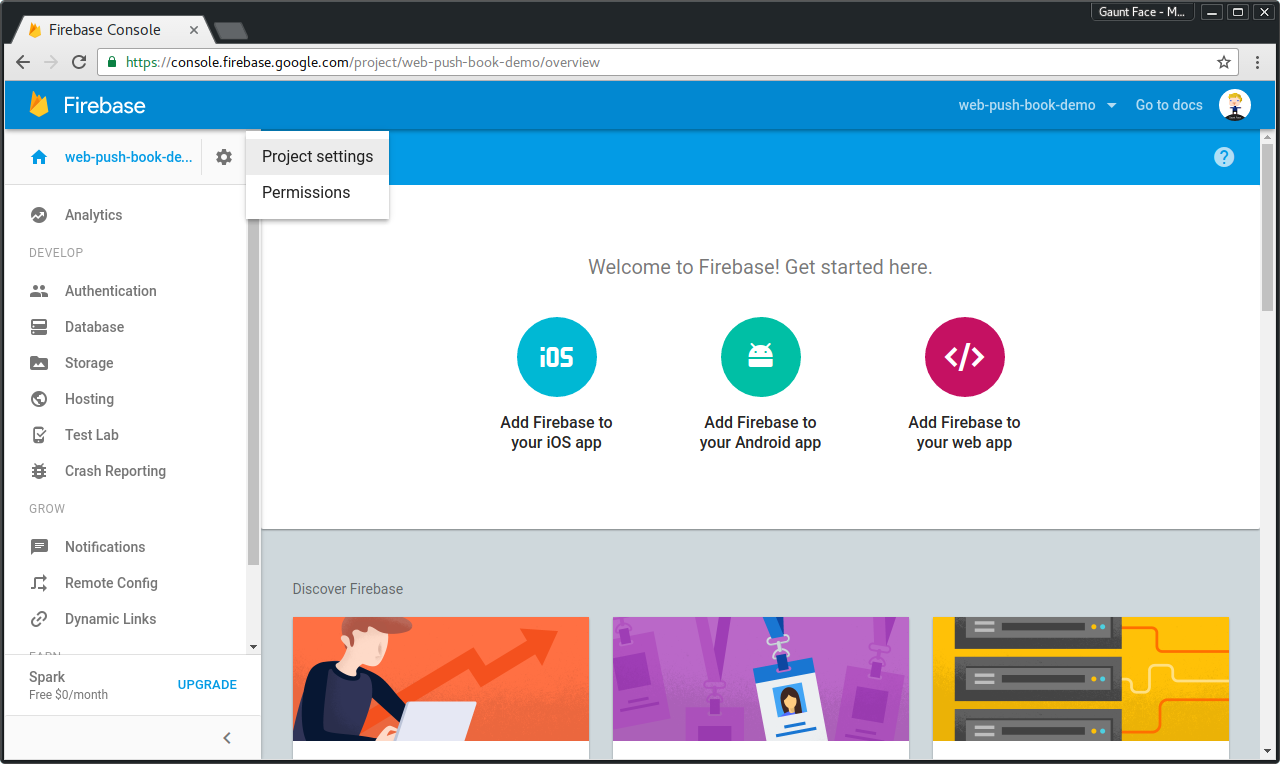 Gaunt Face - M...
Firebase Console
https://console.firebase.google.com/project/web-push-book-demo/overview
Firebase
web-push-book-demo
Go to docs
web-push-book-de...
Project settings
Permissions
Analytics
DEVELOP
Authentication
Database
Storage
Hosting
Test Lab
Crash Reporting
GROW
Notifications
Remote Config
Dynamic Links
EARN
Spark
Free $0/month
UPGRADE
?
Welcome to Firebase! Get started here.
iOS
</>
Add Firebase to
your iOS app
Add Firebase to
your Android app
Add Firebase to
your web app
Discover Firebase